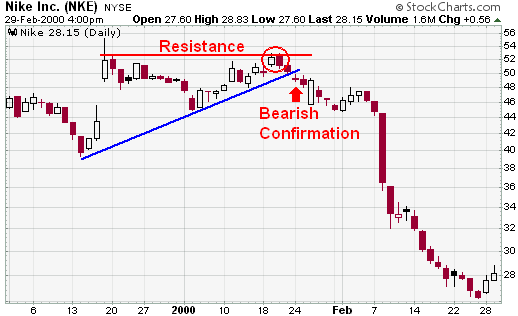 Nike Inc. (NKE) NYSE © StockCharts.com
29-Feb-2000 4:00pm Open 27.60 High 28.83 Low 27.60 Last 28.15 Volume 1.6M Chg +0.56
Nike 28.15 (Daily)
Resistance
Bearish
Confirmation
56
54
52
50
48
46
44
42
40
38
36
34
32
30
28
6 13 20 27 2000 10 18 24 Feb 7 14 22 28